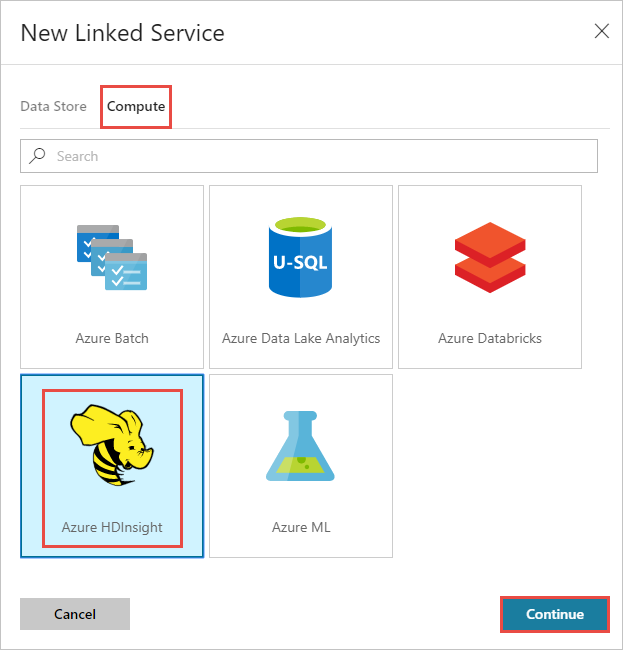 New Linked Service
Data Store Compute
Search
U-SQL
Azure Batch Azure Data Lake Analytics Azure Databricks
Azure HDInsight Azure ML
Cancel Continue